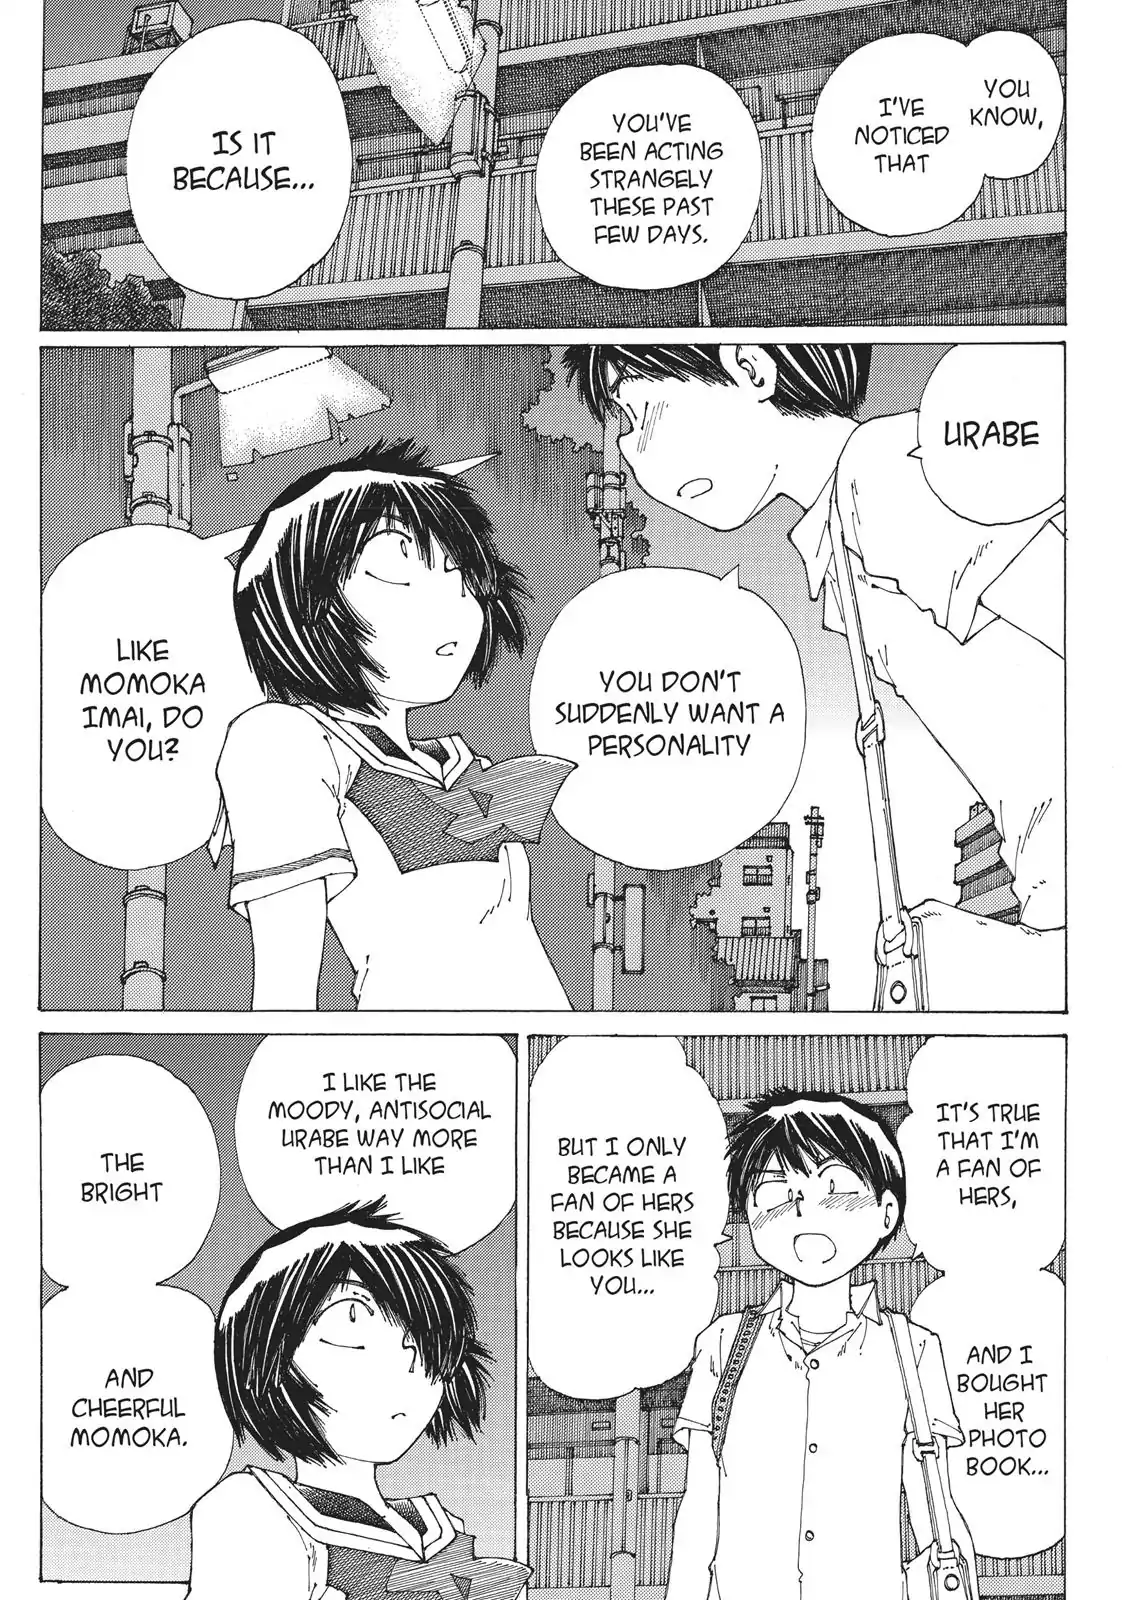 YOU
KNOW,
I'VE
NOTICED
THAT
YOU'VE
BEEN ACTING
STRANGELY
THESE PAST
FEW DAYS.
IS IT
BECAUSE...
URABE
YOU DON'T
SUDDENLY WANT A
PERSONALITY
LIKE
MOMOKA
IMAI, DO
YOU?
IT'S TRUE
THAT I'M
A FAN OF
HERS,
AND I
BOUGHT
HER
PHOTO
BOOK...
BUT I ONLY
BECAME A
FAN OF HERS
BECAUSE SHE
LOOKS LIKE
YOU...
I LIKE THE
MOODY, ANTISOCIAL
URABE WAY MORE
THAN I LIKE
THE
BRIGHT
AND
CHEERFUL
MOMOKA.